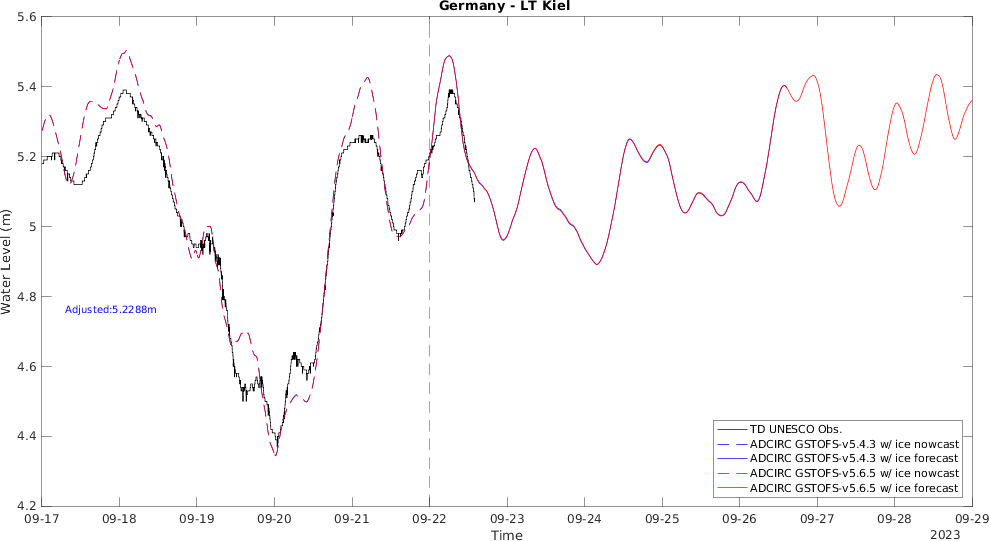 Germany - LT Kiel
5.6
5.4
5.2
5
4.8
4.6
4.4
4.2
Water Level (m)
Adjusted:5.2288m
TD UNESCO Obs.
ADCIRC GSTOFS-v5.4.3 w/ ice nowcast
ADCIRC GSTOFS-v5.4.3 w/ ice forecast
ADCIRC GSTOFS-v5.6.5 w/ ice nowcast
ADCIRC GSTOFS-v5.6.5 w/ ice forecast
09-17 09-18 09-19 09-20 09-21 09-22 09-23 09-24 09-25 09-26 09-27 09-28 09-29
Time
2023